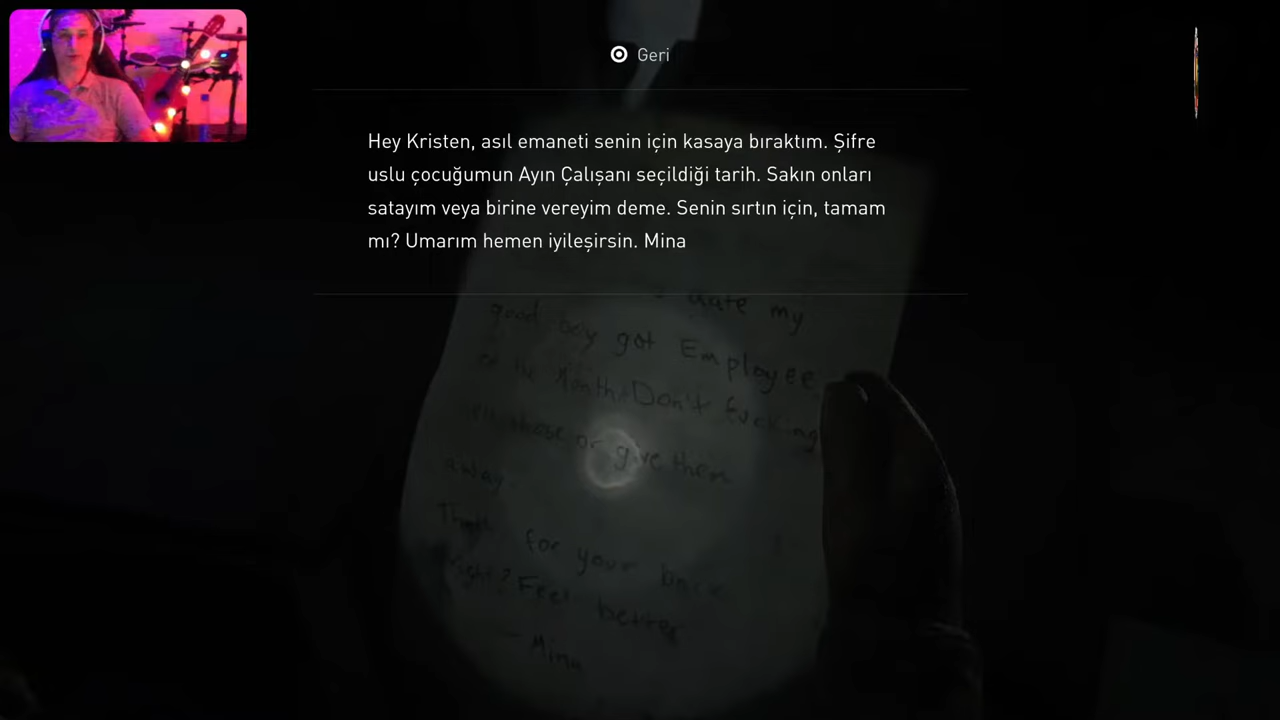 Geri
Hey Kristen, asıl emaneti senin için kasaya bıraktım. Şifre
uslu çocuğumun Ayın Çalışanı seçildiği tarih. Sakın onları
satayım veya birine vereyim deme. Senin sırtın için, tamam
mı? Umarım hemen iyileşirsin. Mina
my
good boy got Employee
Month Don't fucking
those or give them
away
for your back
right? Feel better
- Mina